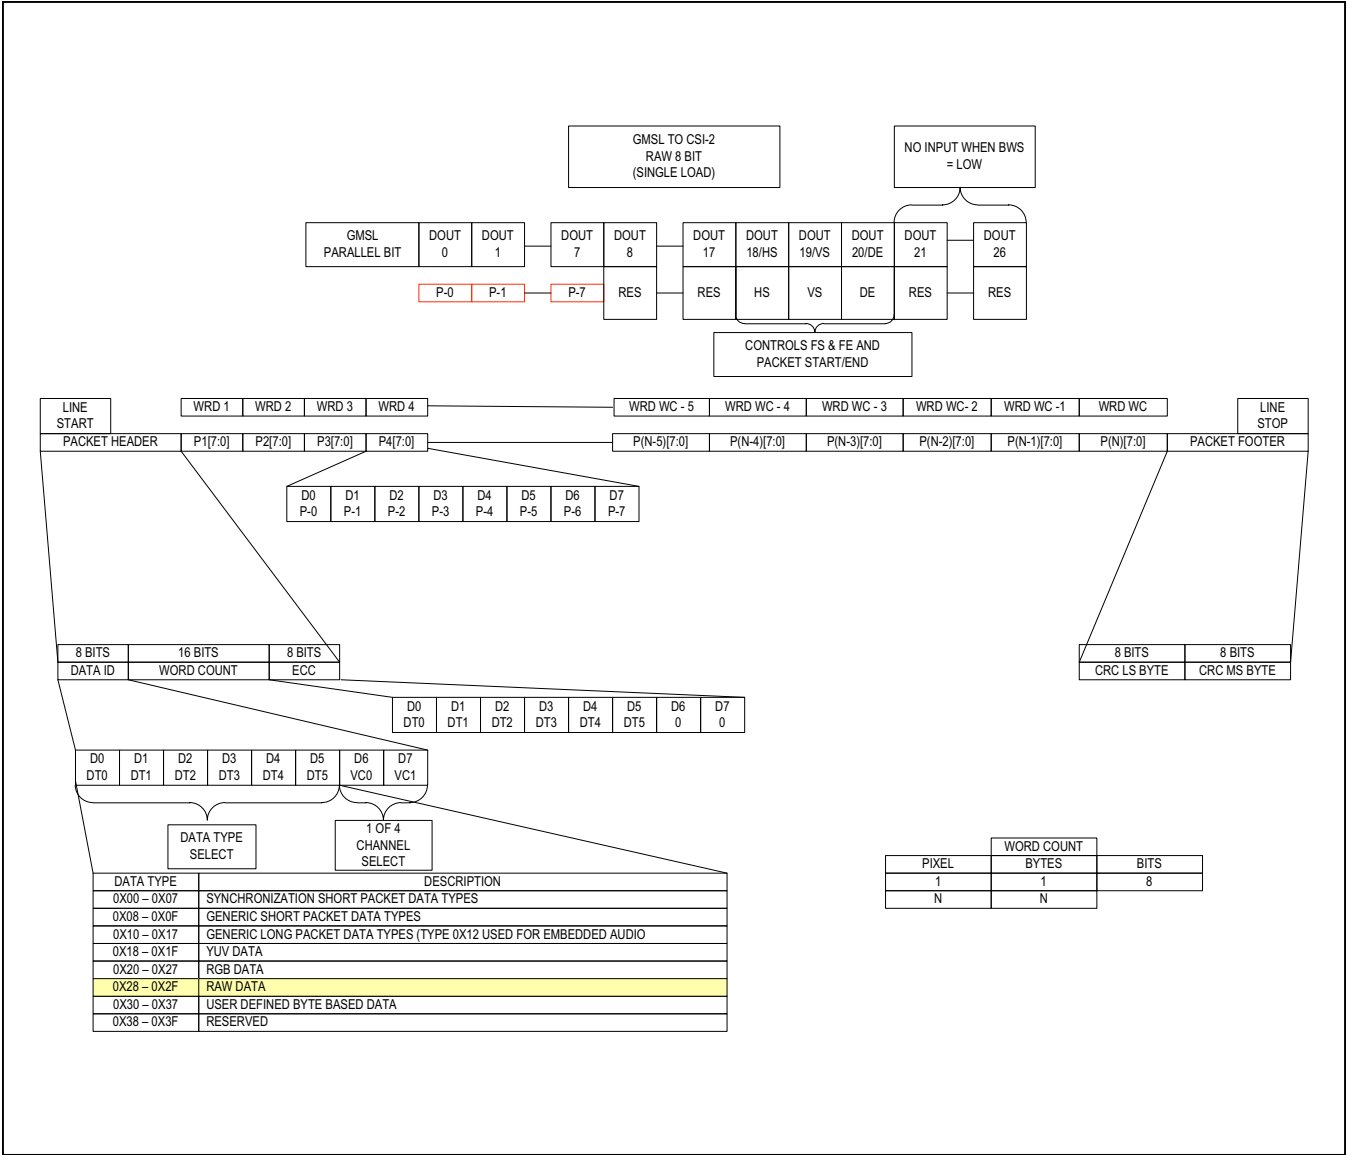 GMSL TO CSI-2
RAW 8 BIT
(SINGLE LOAD)
NO INPUT WHEN BWS
= LOW
GMSL
PARALLEL BIT
DOUT
0
DOUT
1
DOUT
7
DOUT
8
DOUT
17
DOUT
18/HS
DOUT
19/VS
DOUT
20/DE
DOUT
21
DOUT
26
P-0 P-1 P-7 RES RES HS VS DE RES RES
CONTROLS FS & FE AND
PACKET START/END
LINE
START
WRD 1 WRD 2 WRD 3 WRD 4 WRD WC - 5 WRD WC - 4 WRD WC - 3 WRD WC- 2 WRD WC -1 WRD WC
LINE
STOP
PACKET HEADER P1[7:0] P2[7:0] P3[7:0] P4[7:0] P(N-5)[7:0] P(N-4)[7:0] P(N-3)[7:0] P(N-2)[7:0] P(N-1)[7:0] P(N)[7:0] PACKET FOOTER
D0 D1 D2 D3 D4 D5 D6 D7
P-0 P-1 P-2 P-3 P-4 P-5 P-6 P-7
8 BITS 16 BITS 8 BITS
DATA ID WORD COUNT ECC
8 BITS 8 BITS
CRC LS BYTE CRC MS BYTE
D0 D1 D2 D3 D4 D5 D6 D7
DT0 DT1 DT2 DT3 DT4 DT5 0 0
D0 D1 D2 D3 D4 D5 D6 D7
DT0 DT1 DT2 DT3 DT4 DT5 VC0 VC1
DATA TYPE
SELECT
1 OF 4
CHANNEL
SELECT
DATA TYPE DESCRIPTION
0X00 – 0X07 SYNCHRONIZATION SHORT PACKET DATA TYPES
0X08 – 0X0F GENERIC SHORT PACKET DATA TYPES
0X10 – 0X17 GENERIC LONG PACKET DATA TYPES (TYPE 0X12 USED FOR EMBEDDED AUDIO
0X18 – 0X1F YUV DATA
0X20 – 0X27 RGB DATA
0X28 – 0X2F RAW DATA
0X30 – 0X37 USER DEFINED BYTE BASED DATA
0X38 – 0X3F RESERVED
WORD COUNT
PIXEL BYTES BITS
1 1 8
N N